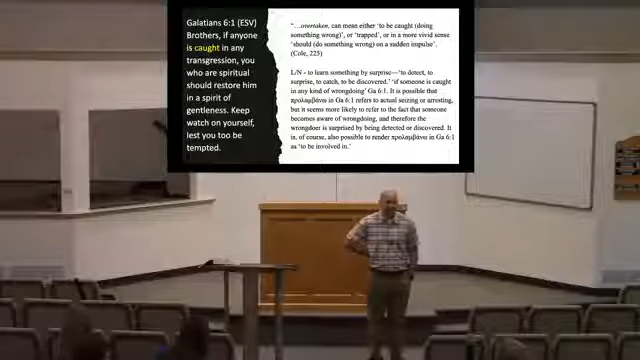 Galatians 6:1 (ESV)
Brothers, if anyone
is caught in any
transgression, you
who are spiritual
should restore him
in a spirit of
gentleness. Keep
watch on yourself,
lest you too be
tempted.
“…overtaken, can mean either ‘to be caught (doing
something wrong)’, or ‘trapped’, or in a more vivid sense
‘should (do something wrong) on a sudden impulse’.
(Cole, 225)
L/N - to learn something by surprise—‘to detect, to
surprise, to catch, to be discovered.’ ‘if someone is caught
in any kind of wrongdoing’ Ga 6:1. It is possible that
προλαμβάνω in Ga 6:1 refers to actual seizing or arresting,
but it seems more likely to refer to the fact that someone
becomes aware of wrongdoing, and therefore the
wrongdoer is surprised by being detected or discovered. It
is, of course, also possible to render προλαμβάνω in Ga 6:1
as ‘to be involved in.’